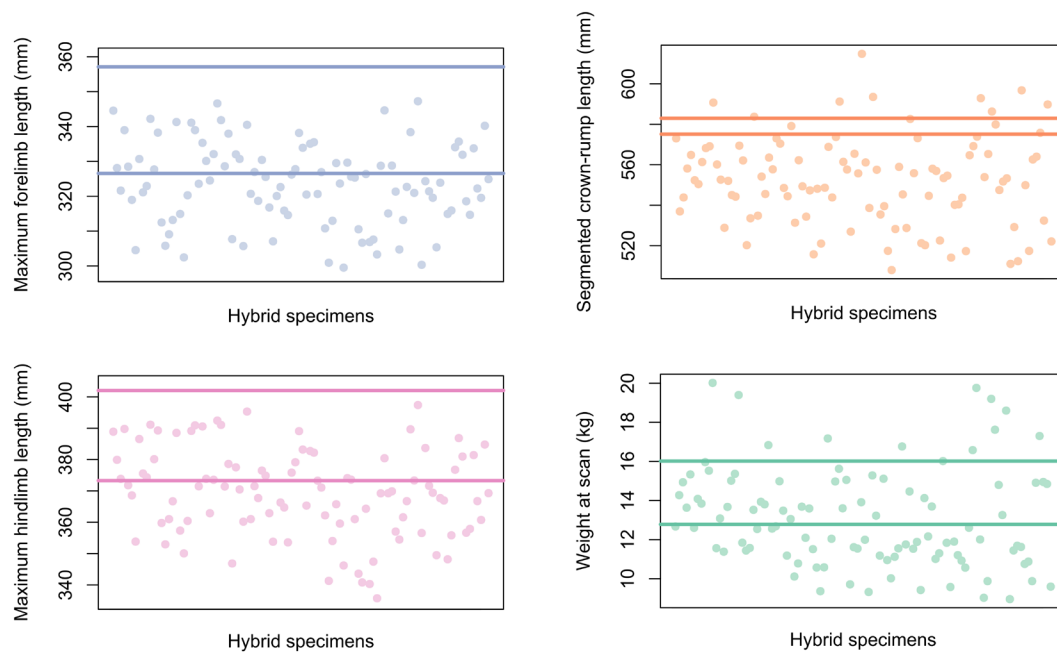 Maximum forelimb length (mm)
360
340
320
300
Hybrid specimens
Segmented crown-rump length (mm)
600
560
520
Hybrid specimens
Maximum hindlimb length (mm)
400
380
360
340
Hybrid specimens
Weight at scan (kg)
20
18
16
14
12
10
Hybrid specimens